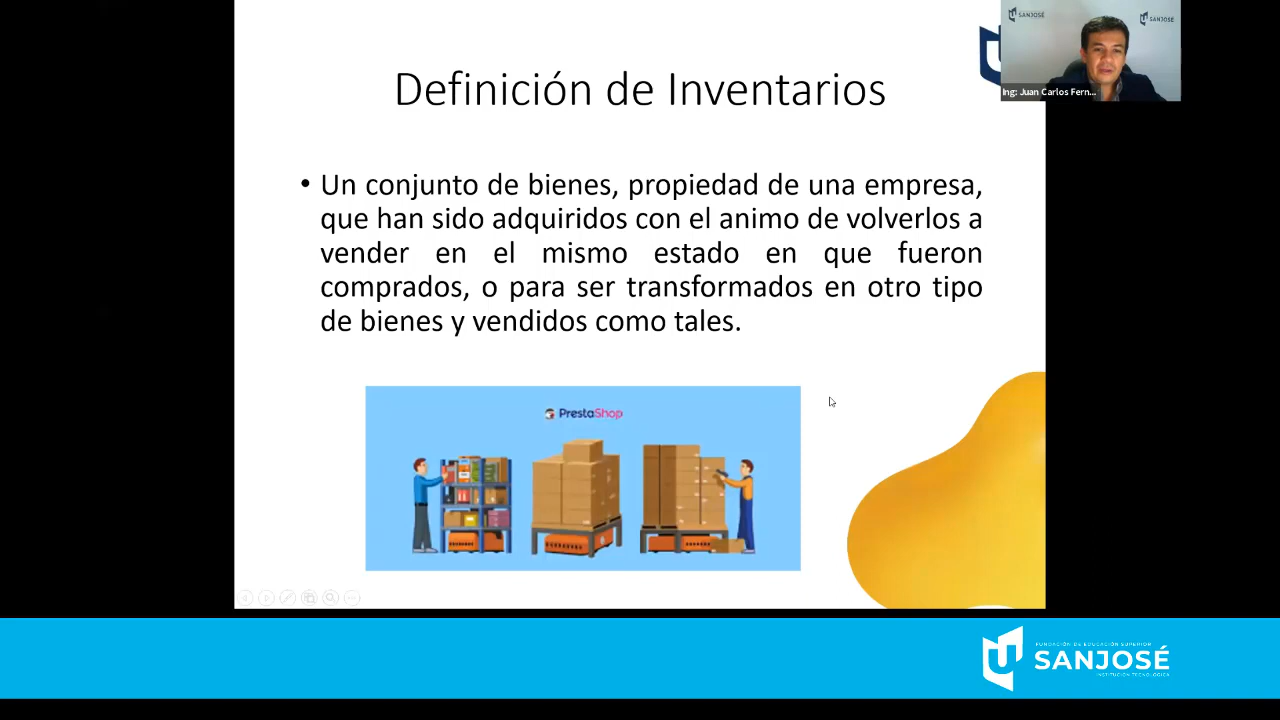 SANJOSÉ
SANJOSÉ
Ing: Juan Carlos Fern...
Definición de Inventarios
• Un conjunto de bienes, propiedad de una empresa,
que han sido adquiridos con el animo de volverlos a
vender en el mismo estado en que fueron
comprados, o para ser transformados en otro tipo
de bienes y vendidos como tales.
PrestaShop
FUNDACIÓN DE EDUCACIÓN SUPERIOR
SANJOSÉ
INSTITUCIÓN TECNOLÓGICA